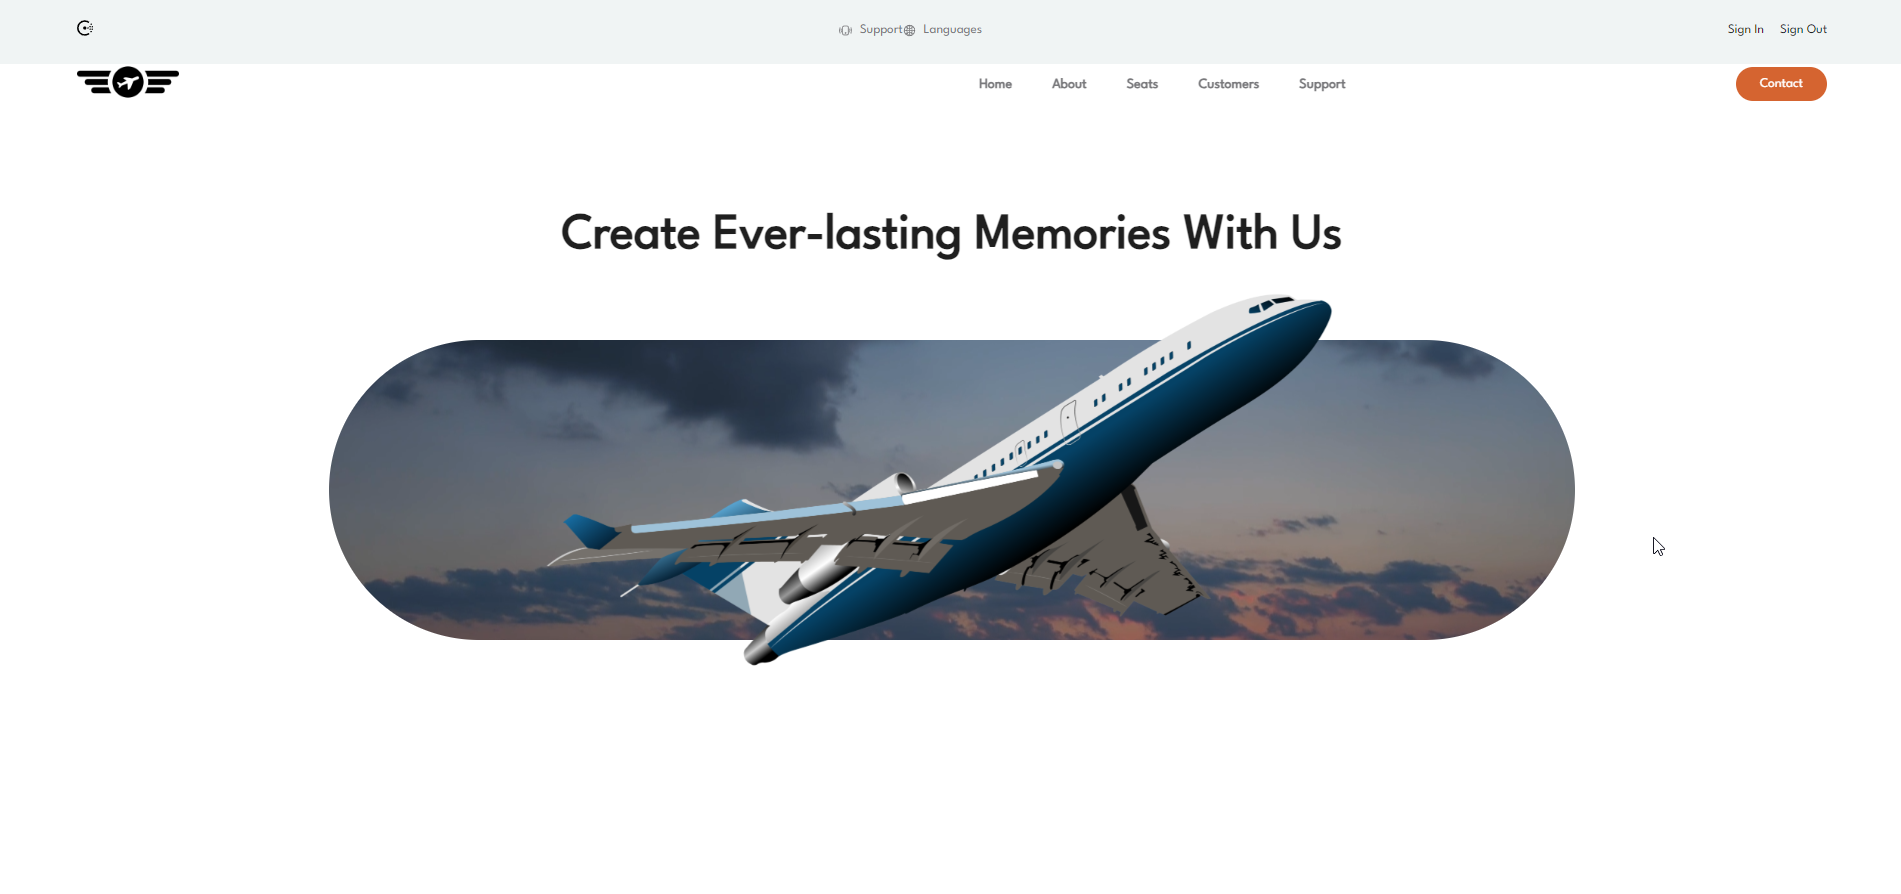 Support Languages
Sign In Sign Out
Home About Seats Customers Support
Contact
Create Ever-lasting Memories With Us